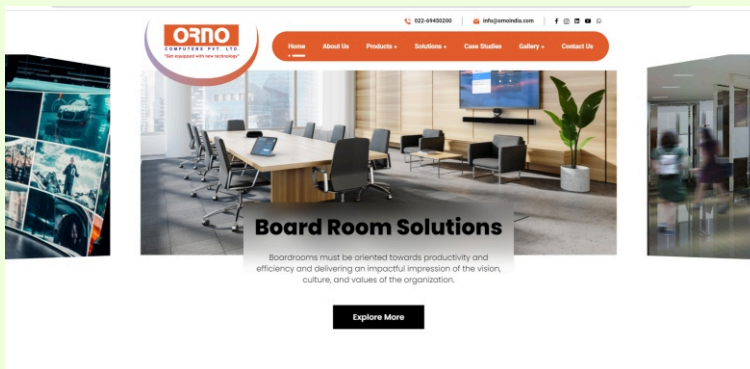 022-69450200
info@ornoindia.com
ORNO
COMPUTERS PVT. LTD.
"Get equipped with new technology"
Home
About Us
Products +
Solutions +
Case Studies
Gallery +
Contact Us
Board Room Solutions
Boardrooms must be oriented towards productivity and
efficiency and delivering an impactful impression of the vision,
culture, and values of the organization.
Explore More